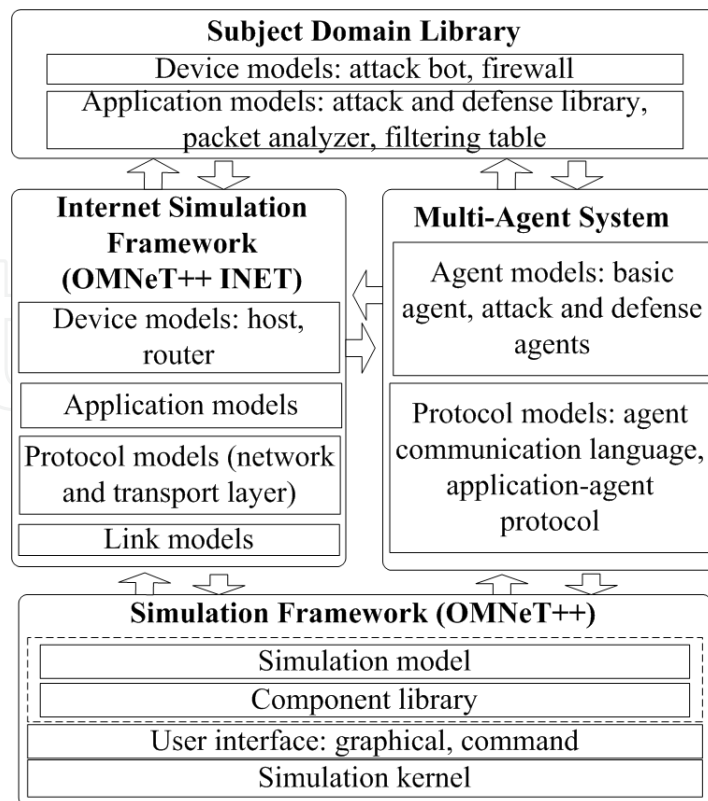 Subject Domain Library
Device models: attack bot, firewall
Application models: attack and defense library,
packet analyzer, filtering table
Internet Simulation
Framework
(OMNeT++ INET)
Device models: host,
router
Application models
Protocol models (network
and transport layer)
Link models
Multi-Agent System
Agent models: basic
agent, attack and defense
agents
Protocol models: agent
communication language,
application-agent
protocol
Simulation Framework (OMNeT++)
Simulation model
Component library
User interface: graphical, command
Simulation kernel